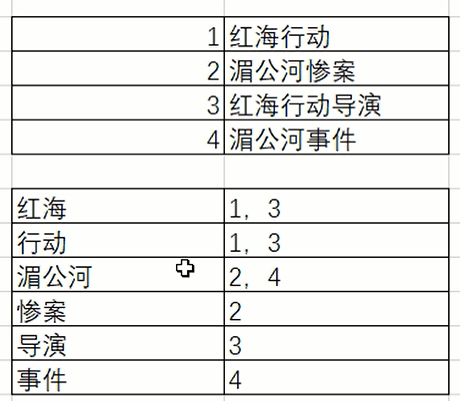 1 红海行动
2 湄公河惨案
3 红海行动导演
4 湄公河事件
红海 1，3
行动 1，3
湄公河 2，4
惨案 2
导演 3
事件 4